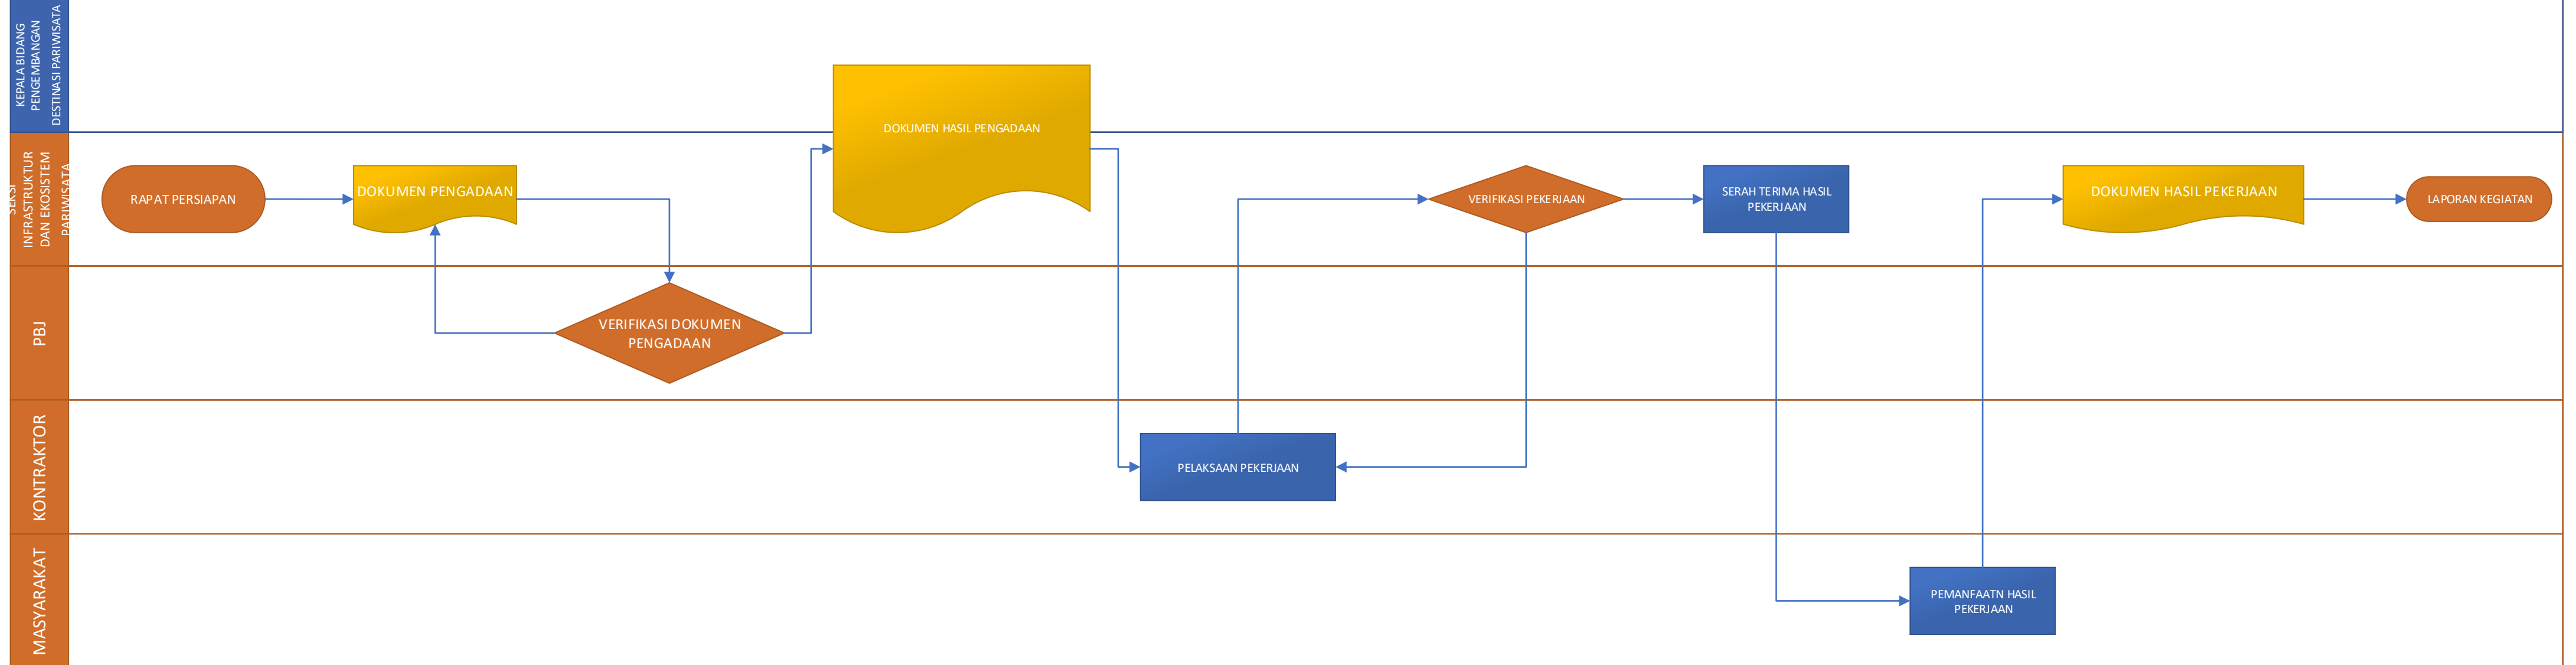 KEPALA BIDANG
PENGEMBANGAN
DESTINASI PARIWISATA
SEKSI
INFRASTRUKTUR
DAN EKOSISTEM
PARIWISATA
PBJ
KONTRAKTOR
MASYARAKAT
RAPAT PERSIAPAN
DOKUMEN PENGADAAN
VERIFIKASI DOKUMEN
PENGADAAN
DOKUMEN HASIL PENGADAAN
PELAKSAAN PEKERJAAN
VERIFIKASI PEKERJAAN
SERAH TERIMA HASIL
PEKERJAAN
PEMANFAATN HASIL
PEKERJAAN
DOKUMEN HASIL PEKERJAAN
LAPORAN KEGIATAN